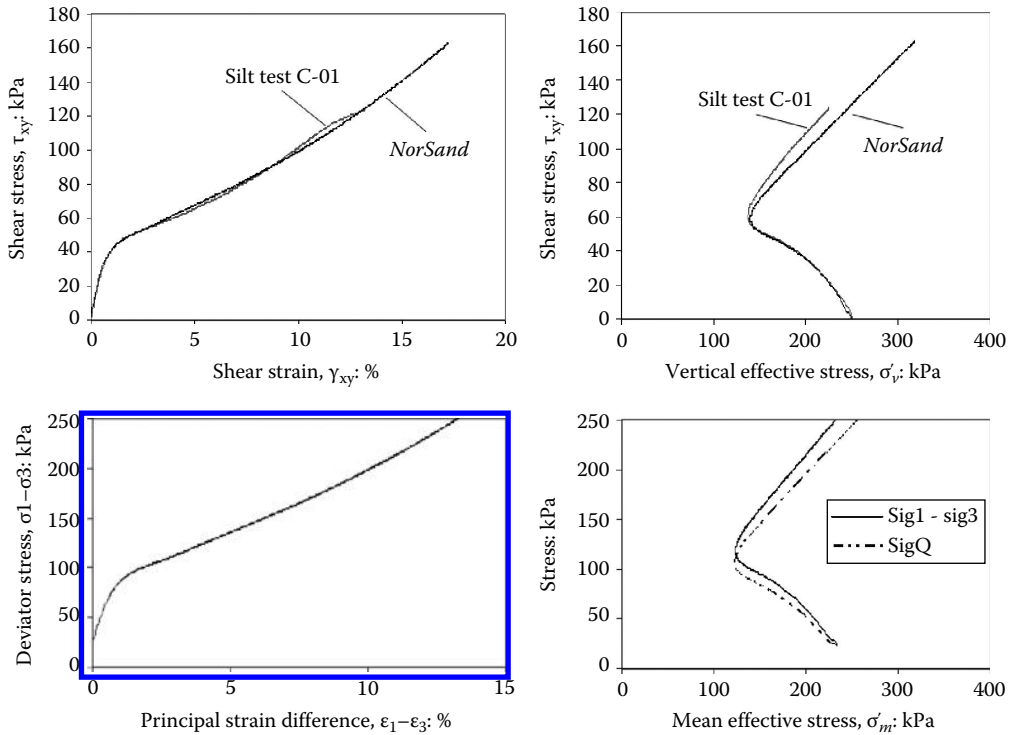 180
160
140
120
100
80
60
40
20
0
Shear stress, τxy: kPa
Silt test C-01
NorSand
0 5 10 15 20
Shear strain, γxy: %
180
160
140
120
100
80
60
40
20
0
Shear stress, τxy: kPa
Silt test C-01
NorSand
0 100 200 300 400
Vertical effective stress, σ′v: kPa
250
200
150
100
50
0
Deviator stress, σ1–σ3: kPa
0 5 10 15
Principal strain difference, ε1–ε3: %
250
200
150
100
50
0
Stress: kPa
Sig1 - sig3
SigQ
0 100 200 300 400
Mean effective stress, σ′m: kPa